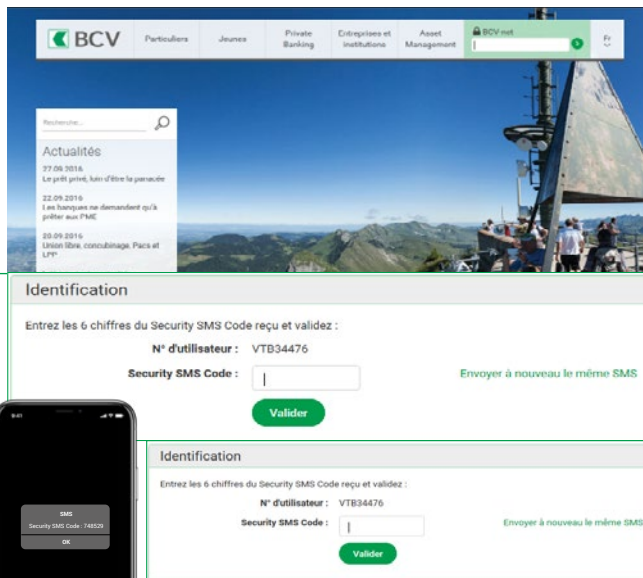 BCV
Particuliers
Jeunes
Private
Banking
Entreprises et
institutions
Asset
Management
BCV-net
Fr
Recherche...
Actualités
27.09.2016
Le prêt privé, loin d'être la panacée
22.09.2016
Les banques se demandent qu'à
prêter aux PME
20.09.2016
Union libre, concubinage, Pacs et
LPP
Identification
Entrez les 6 chiffres du Security SMS Code reçu et validez :
N° d'utilisateur : VTB34476
Security SMS Code :
Envoyer à nouveau le même SMS
Valider
9:41
SMS
Security SMS Code : 748529
OK
Identification
Entrez les 6 chiffres du Security SMS Code reçu et validez :
N° d'utilisateur : VTB34476
Security SMS Code :
Envoyer à nouveau le même SMS
Valider